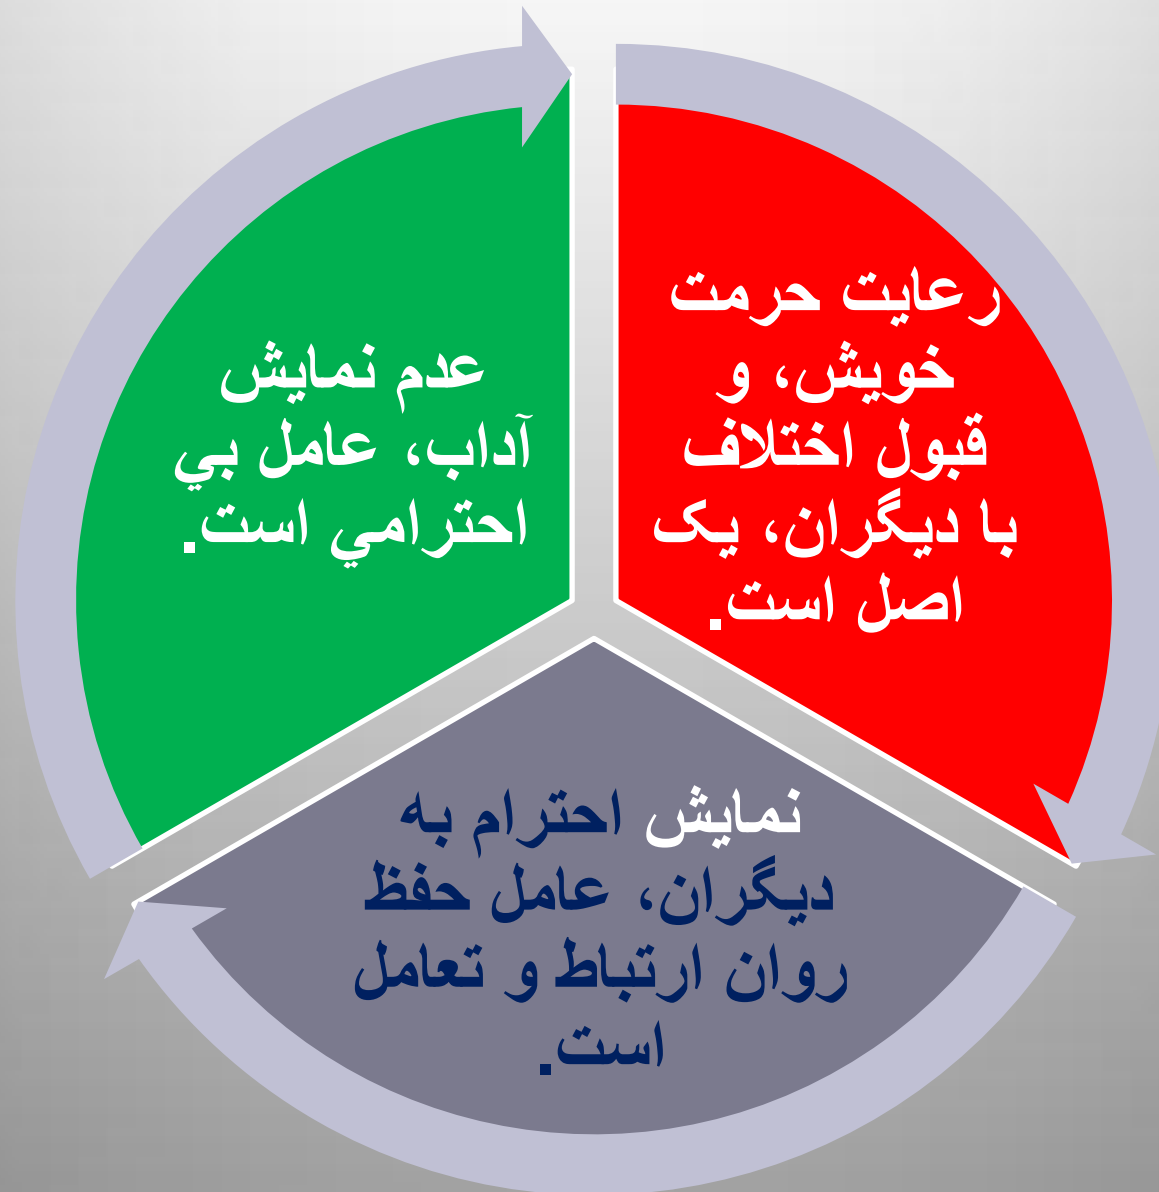 رعايت حرمت
خويش، و
قبول اختلاف
با ديگران، يک
اصل است.
نمايش احترام به
ديگران، عامل حفظ
روان ارتباط و تعامل
است.
عدم نمايش
آداب، عامل بي
احترامي است.